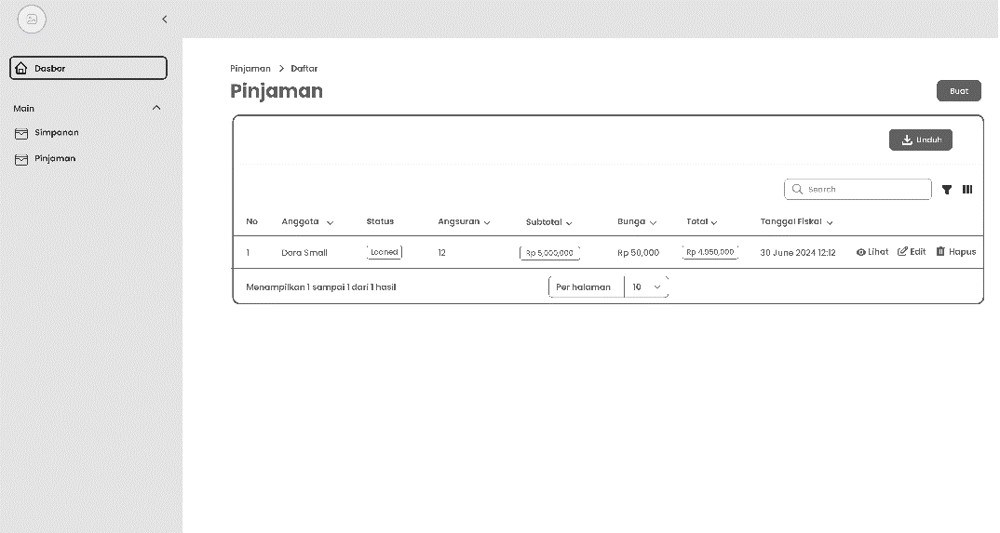 Dasbor
Main
Simpanan
Pinjaman
Pinjaman > Daftar
Pinjaman
Buat
Unduh
Search
No Anggota Status Angsuran Subtotal Bunga Total Tanggal Fiskal
1 Dora Small Loaned 12 Rp 5,000,000 Rp 50,000 Rp 4,950,000 30 June 2024 12:12 Lihat Edit Hapus
Menampilkan 1 sampai 1 dari 1 hasil Per halaman 10